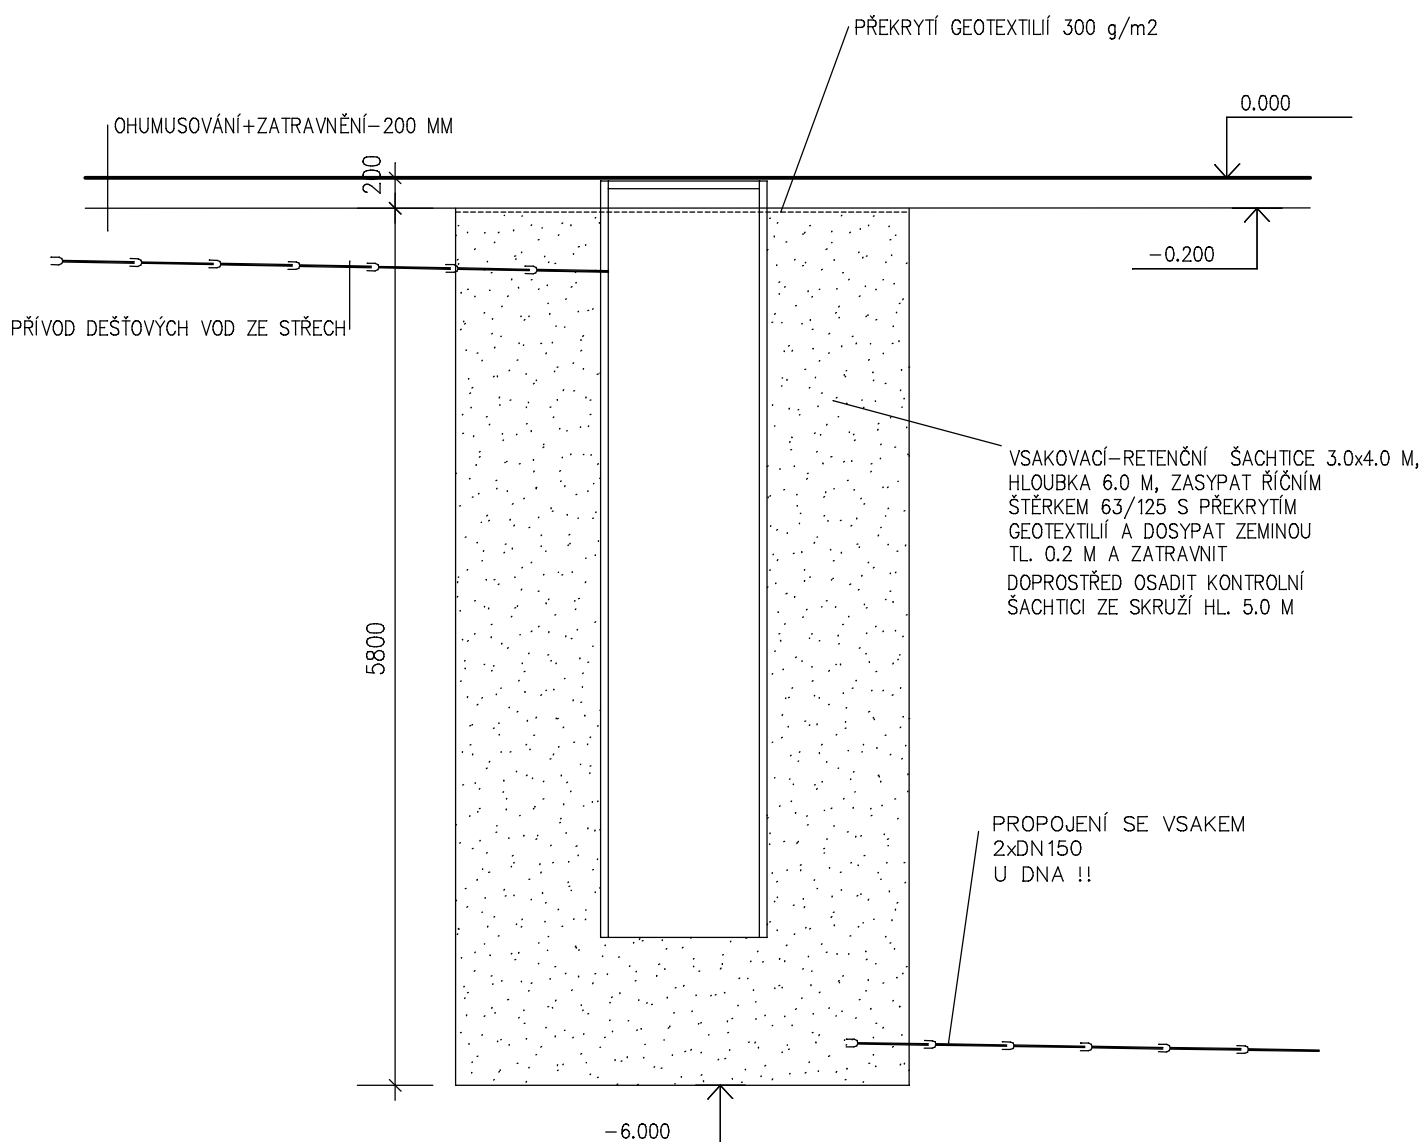 PŘEKRYTÍ GEOTEXTILIÍ 300 g/m2
0.000
OHUMUSOVÁNÍ+ZATRAVNĚNÍ-200 MM
200
-0.200
PŘÍVOD DEŠŤOVÝCH VOD ZE STŘECH
VSAKOVACÍ-RETENČNÍ ŠACHTICE 3.0x4.0 M,
HLOUBKA 6.0 M, ZASYPAT ŘÍČNÍM
ŠTĚRKEM 63/125 S PŘEKRYTÍM
GEOTEXTILIÍ A DOSYPAT ZEMINOU
TL. 0.2 M A ZATRAVNIT
DOPROSTŘED OSADIT KONTROLNÍ
ŠACHTICI ZE SKRUŽÍ HL. 5.0 M
5800
PROPOJENÍ SE VSAKEM
2xDN150
U DNA !!
-6.000